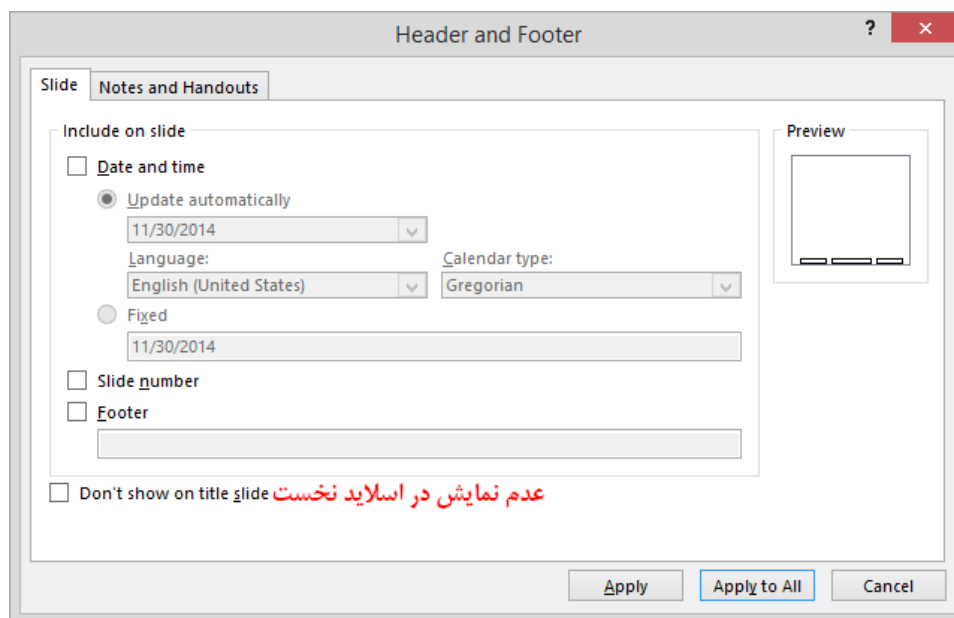 Header and Footer
?
Slide
Notes and Handouts
Include on slide
Preview
Date and time
Update automatically
11/30/2014
Language:
Calendar type:
English (United States)
Gregorian
Fixed
11/30/2014
Slide number
Footer
Don't show on title slide عدم نمایش در اسلاید نخست
Apply
Apply to All
Cancel